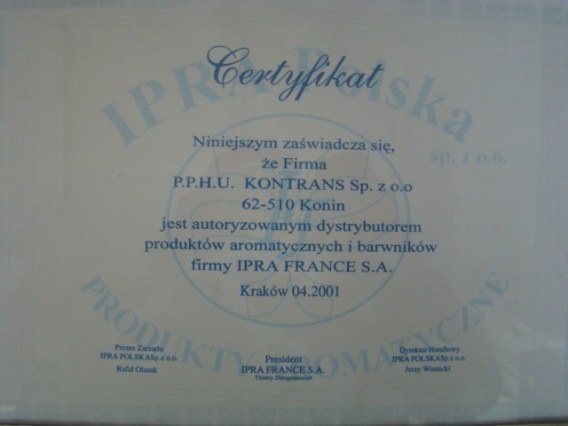 IPRA Polska
sp. z o.o.
Certyfikat
Niniejszym zaświadcza się,
że Firma
P.P.H.U. KONTRANS Sp. z o.o
62-510 Konin
jest autoryzowanym dystrybutorem
produktów aromatycznych i barwników
firmy IPRA FRANCE S.A.
Kraków 04.2001
PRODUKTY AROMATYCZNE
Prezes Zarządu
IPRA POLSKA Sp. z o.o.
Rafał
President
IPRA FRANCE S.A.
Thierry
Dyrektor Handlowy
IPRA POLSKA Sp. z o.o.
Jerzy